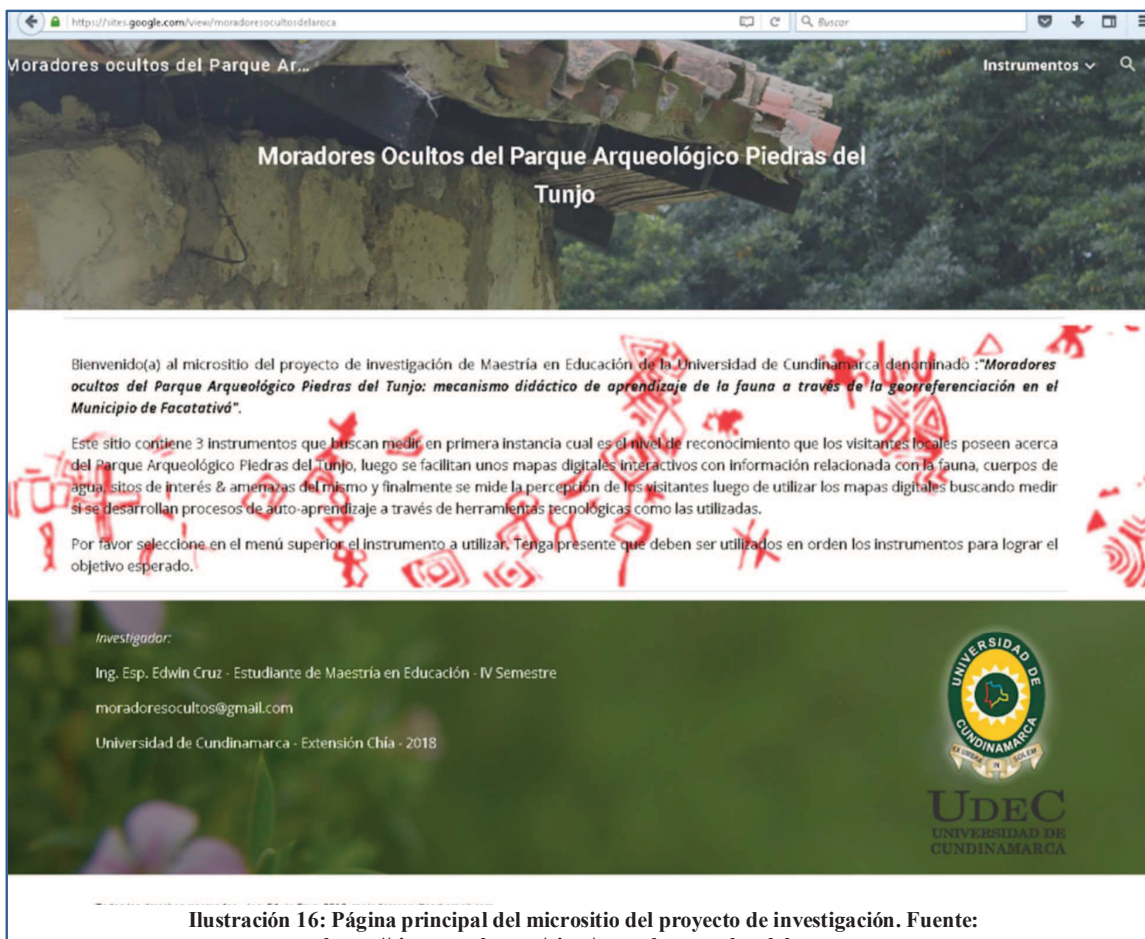 https://sites.google.com/view/moradoresocultosdelaroca
Buscar
Moradores ocultos del Parque Ar...
Instrumentos
Moradores Ocultos del Parque Arqueológico Piedras del
Tunjo
Bienvenido(a) al micrositio del proyecto de investigación de Maestría en Educación de la Universidad de Cundinamarca denominado :"Moradores
ocultos del Parque Arqueológico Piedras del Tunjo: mecanismo didáctico de aprendizaje de la fauna a través de la georreferenciación en el
Municipio de Facatativá".
Este sitio contiene 3 instrumentos que buscan medir en primera instancia cual es el nivel de reconocimiento que los visitantes locales poseen acerca
del Parque Arqueológico Piedras del Tunjo, luego se facilitan unos mapas digitales interactivos con información relacionada con la fauna, cuerpos de
agua, sitos de interés & amenazas del mismo y finalmente se mide la percepción de los visitantes luego de utilizar los mapas digitales buscando medir
si se desarrollan procesos de auto-aprendizaje a través de herramientas tecnológicas como las utilizadas.
Por favor seleccione en el menú superior el instrumento a utilizar. Tenga presente que deben ser utilizados en orden los instrumentos para lograr el
objetivo esperado.
Investigador:
Ing. Esp. Edwin Cruz - Estudiante de Maestría en Educación - IV Semestre
moradoresocultos@gmail.com
Universidad de Cundinamarca - Extensión Chía - 2018
UNIVERSIDAD DE
CUNDINAMARCA
EX UMBRA IN SOLEM
UDEC
UNIVERSIDAD DE
CUNDINAMARCA
Ilustración 16: Página principal del micrositio del proyecto de investigación. Fuente: